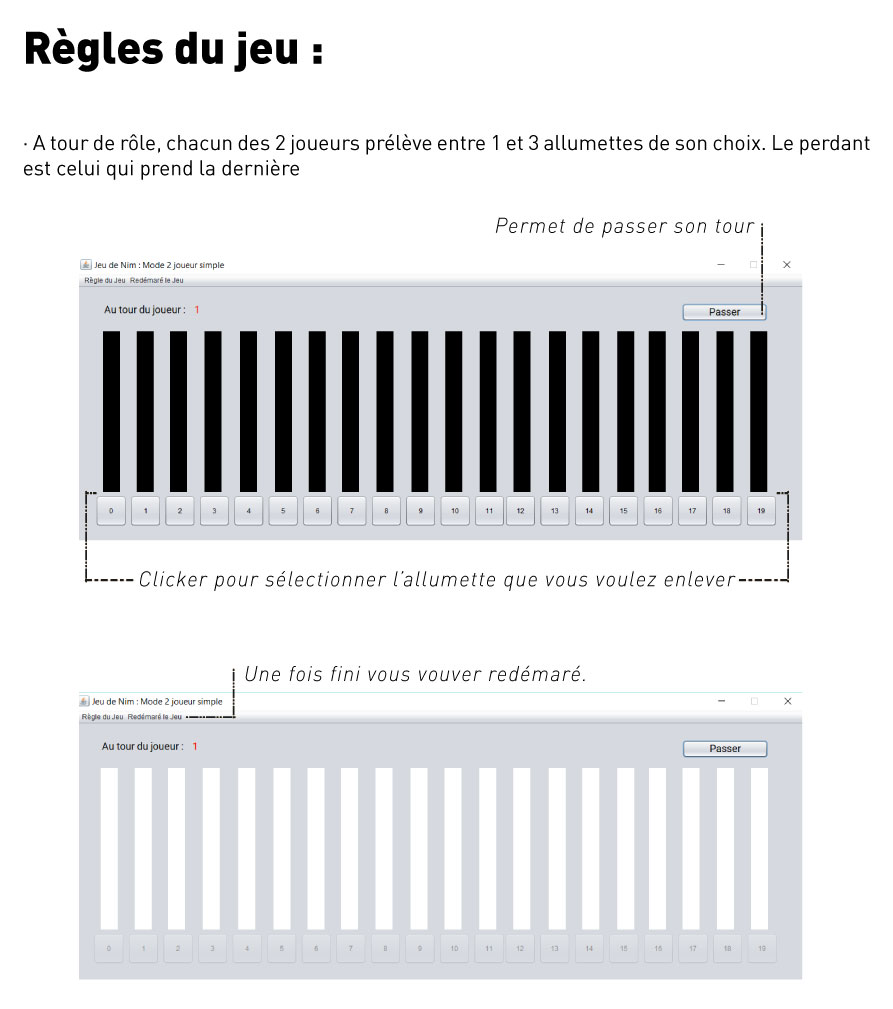 Règles du jeu :
· A tour de rôle, chacun des 2 joueurs prélève entre 1 et 3 allumettes de son choix. Le perdant
est celui qui prend la dernière
Permet de passer son tour
Jeu de Nim : Mode 2 joueur simple
Règle du Jeu Redémaré le Jeu
Au tour du joueur : 1
Passer
0 1 2 3 4 5 6 7 8 9 10 11 12 13 14 15 16 17 18 19
Clicker pour sélectionner l'allumette que vous voulez enlever
Une fois fini vous vouver redémaré.
Jeu de Nim : Mode 2 joueur simple
Règle du Jeu Redémaré le Jeu
Au tour du joueur : 1
Passer
0 1 2 3 4 5 6 7 8 9 10 11 12 13 14 15 16 17 18 19